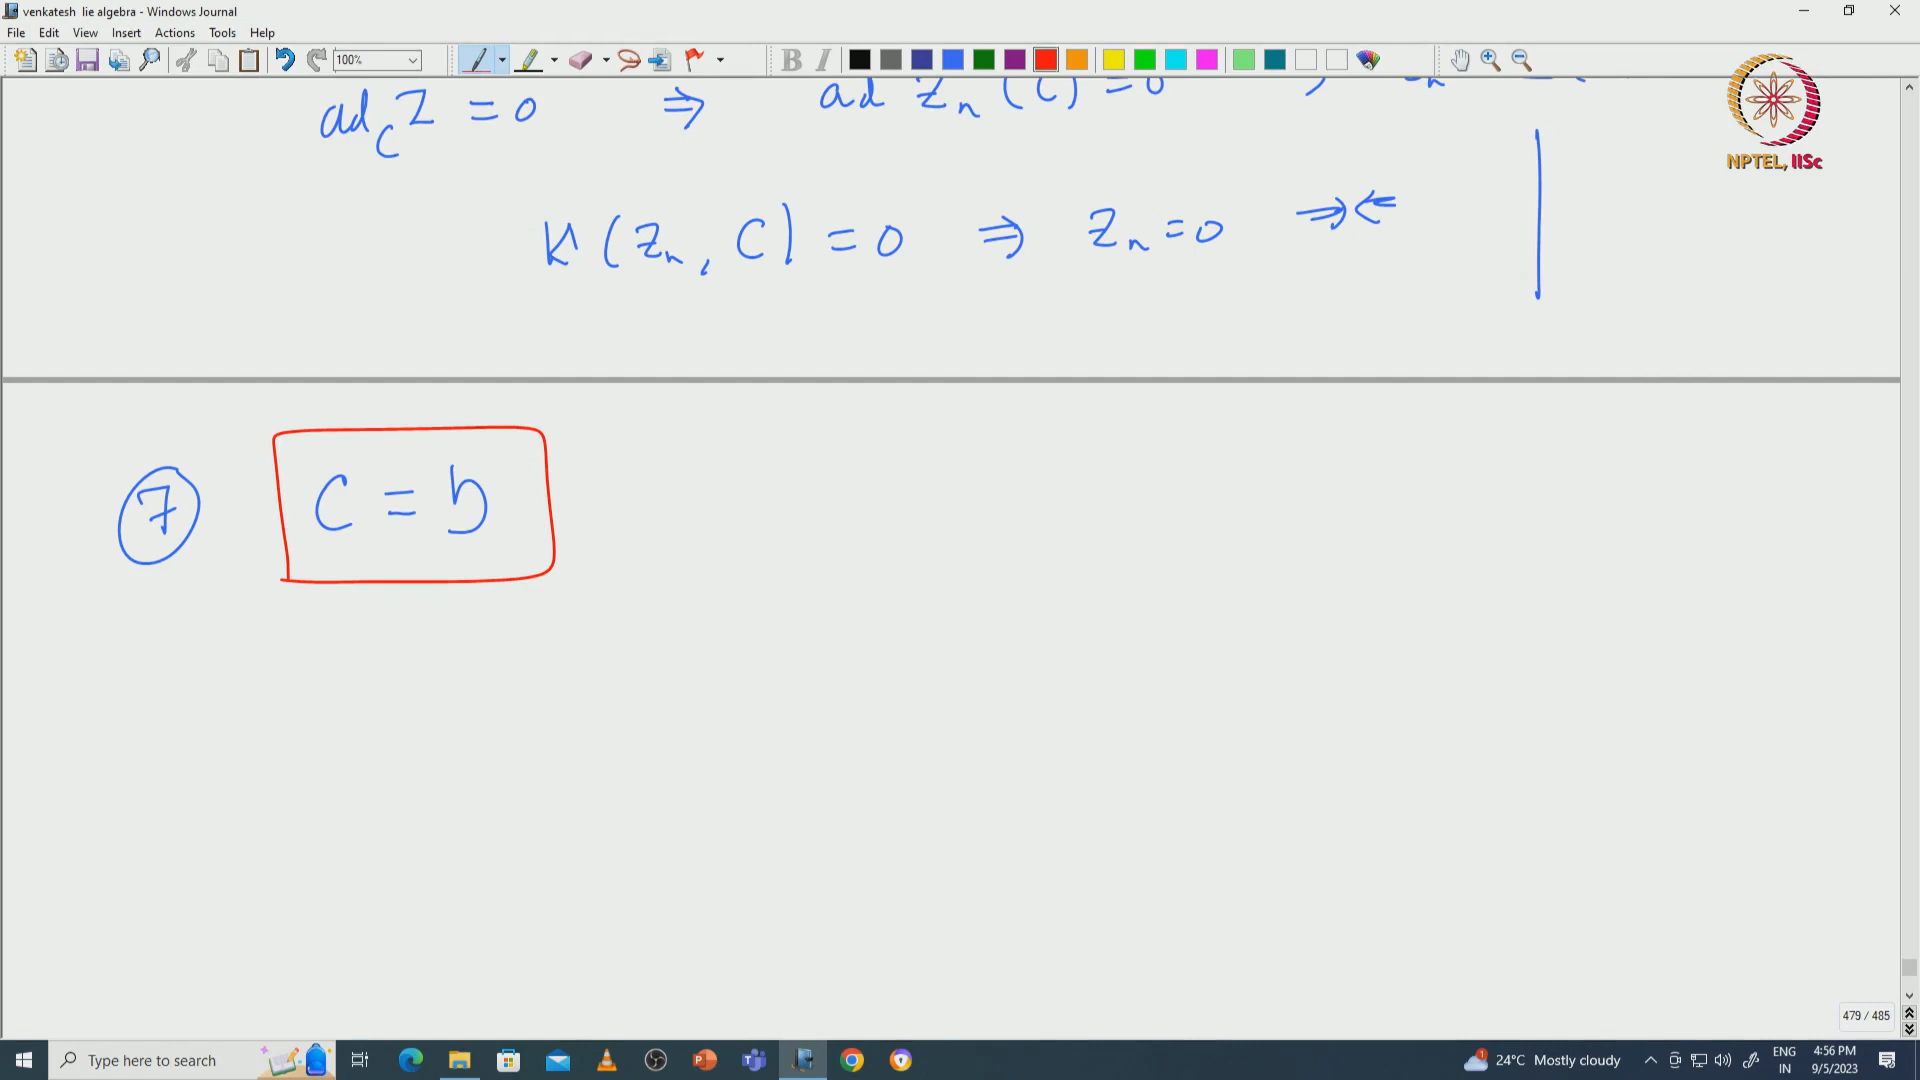 venkatesh lie algebra - Windows Journal
File Edit View Insert Actions Tools Help
100%
B I
NPTEL, IISc
ad_C Z = 0 ⇒ ad Z_n (C) = 0 ,
K (Z_n, C) = 0 ⇒ Z_n = 0 ⇒⇐
7 C = h
479 / 485
Type here to search
24°C Mostly cloudy
ENG
IN
4:56 PM
9/5/2023